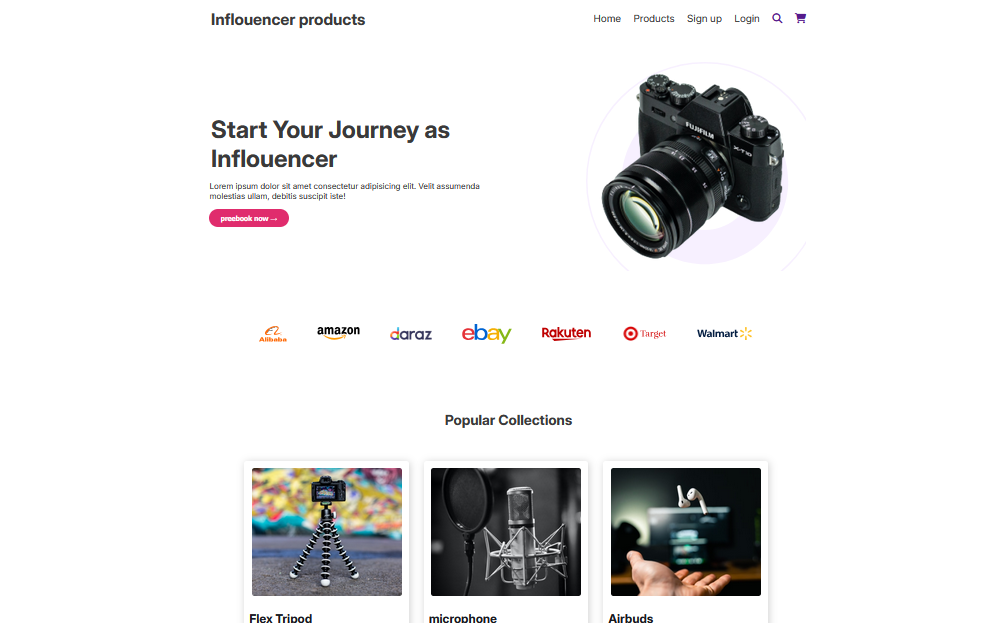 Inflouencer products
Home Products Sign up Login
Start Your Journey as
Inflouencer
Lorem ipsum dolor sit amet consectetur adipisicing elit. Velit assumenda
molestias ullam, debitis suscipit iste!
preebook now →
FUJIFILM
X-T10
Alibaba
amazon
daraz
ebay
Rakuten
Target
Walmart
Popular Collections
Flex Tripod
microphone
Airbuds